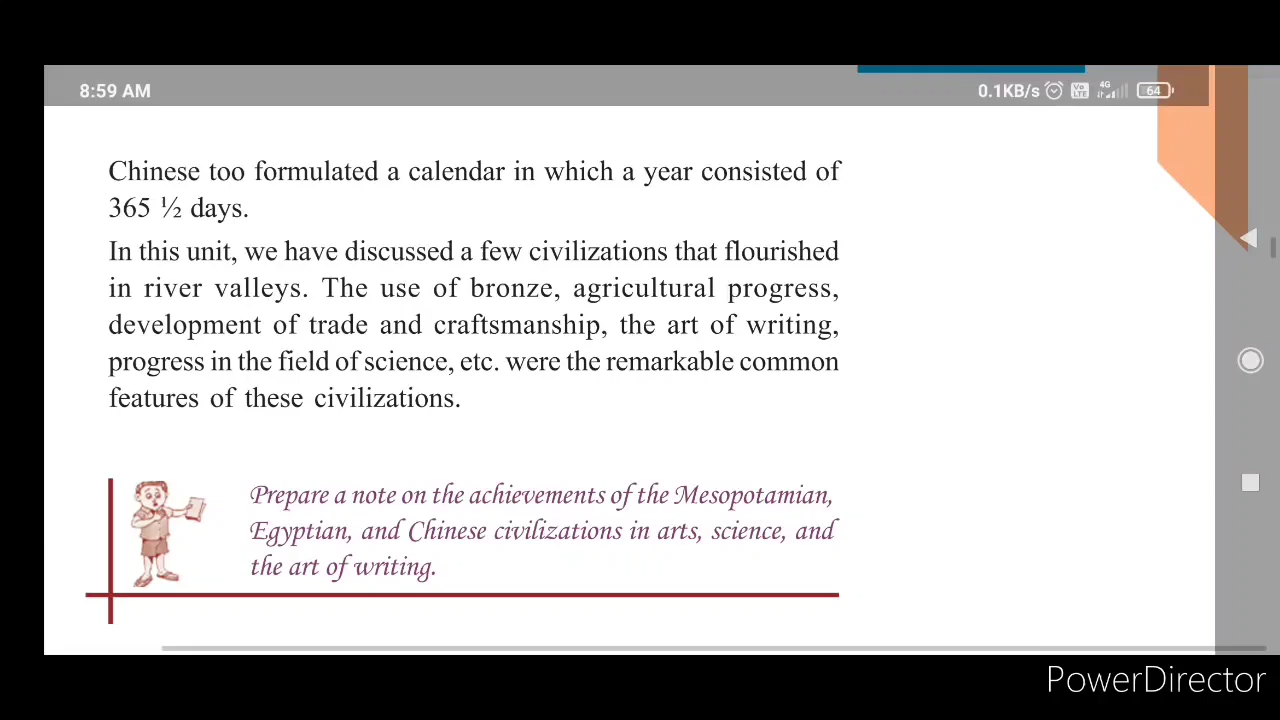 8:59 AM
0.1KB/s
Vo LTE
4G
64
Chinese too formulated a calendar in which a year consisted of
365 ½ days.
In this unit, we have discussed a few civilizations that flourished
in river valleys. The use of bronze, agricultural progress,
development of trade and craftsmanship, the art of writing,
progress in the field of science, etc. were the remarkable common
features of these civilizations.
Prepare a note on the achievements of the Mesopotamian,
Egyptian, and Chinese civilizations in arts, science, and
the art of writing.
PowerDirector